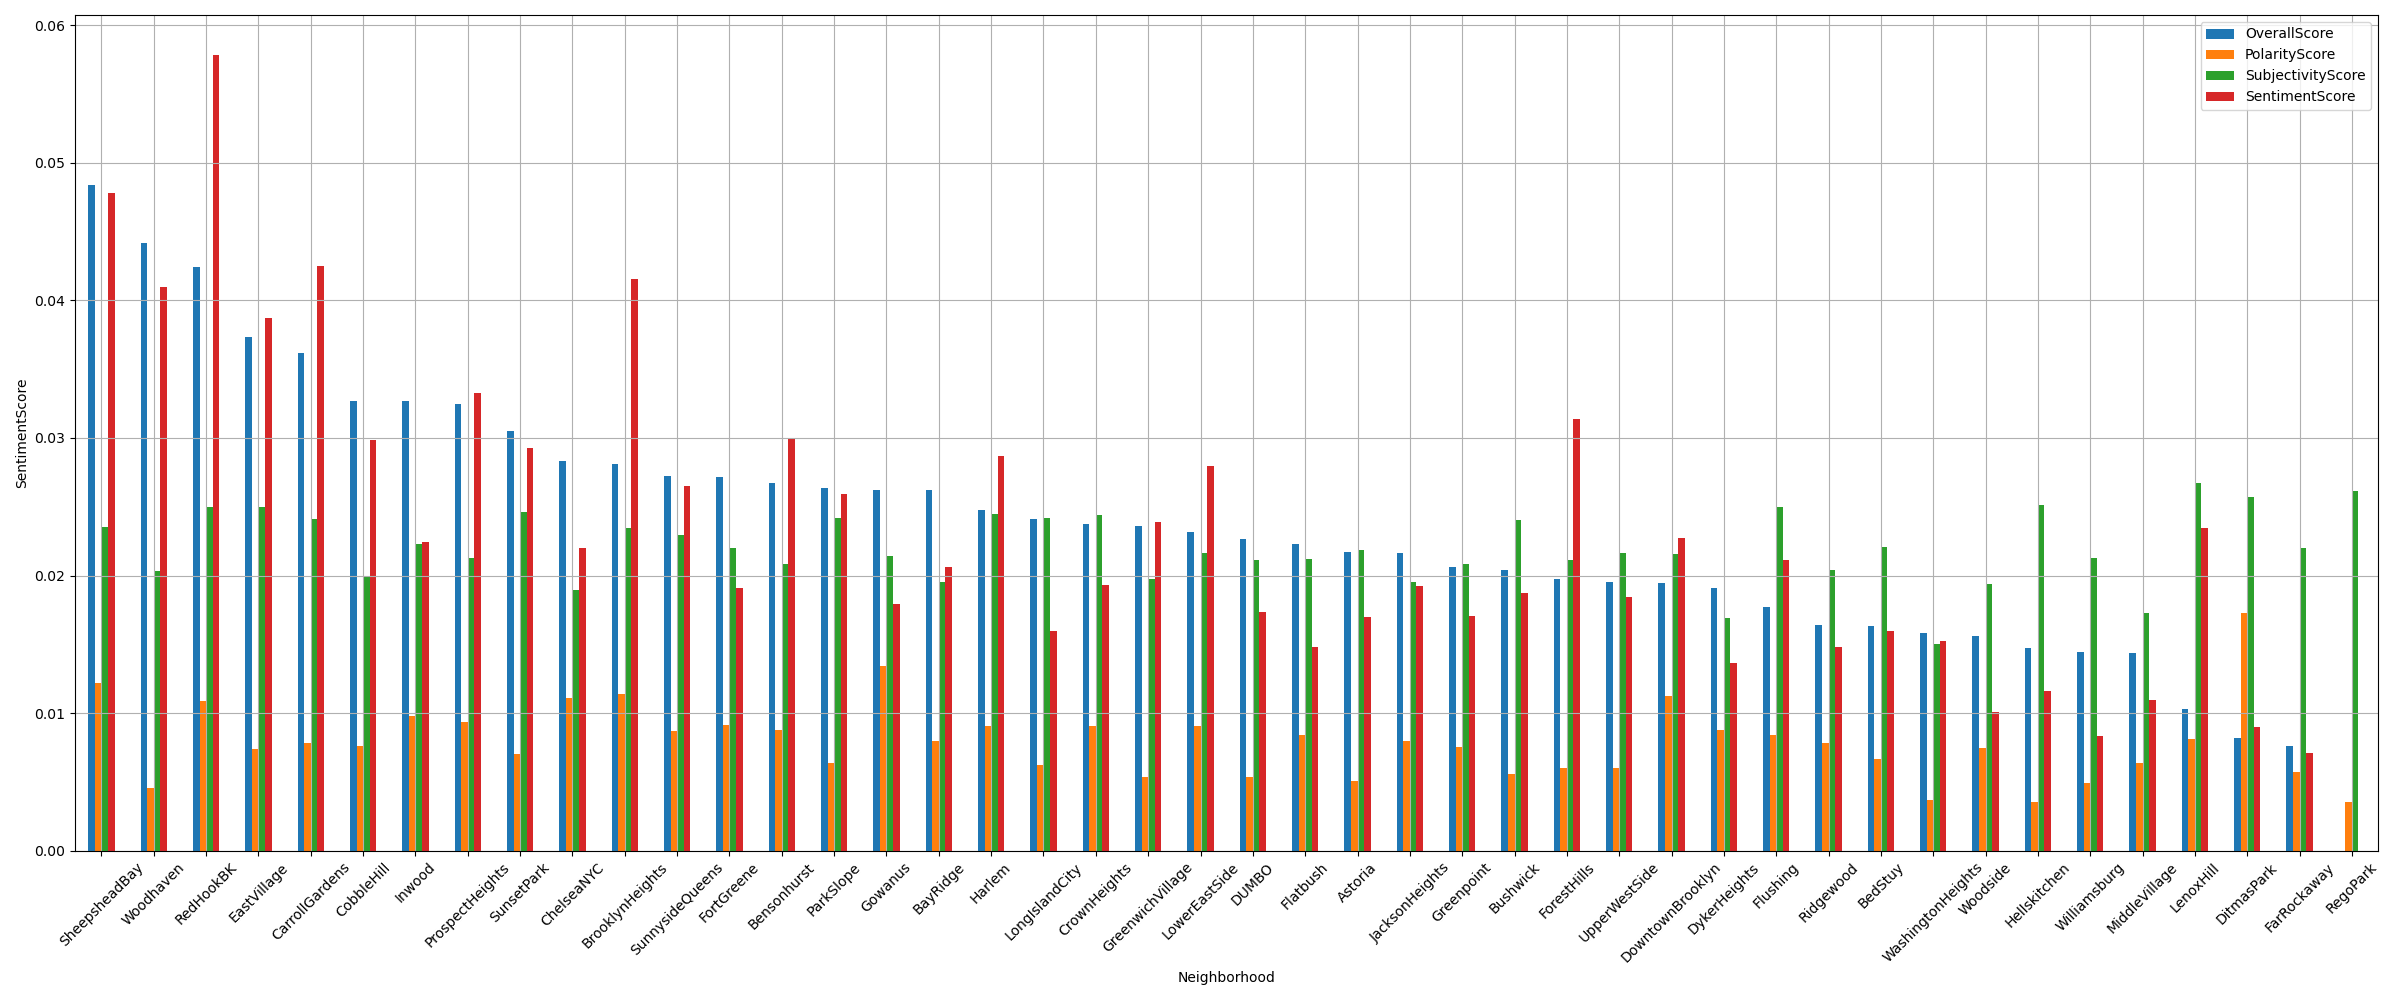 0.06
0.05
0.04
0.03
0.02
0.01
0.00
SentimentScore
OverallScore
PolarityScore
SubjectivityScore
SentimentScore
SheepsheadBay
Woodhaven
RedHookBK
EastVillage
CarrollGardens
CobbleHill
Inwood
ProspectHeights
SunsetPark
ChelseaNYC
BrooklynHeights
SunnysideQueens
FortGreene
Bensonhurst
ParkSlope
Gowanus
BayRidge
Harlem
LongIslandCity
CrownHeights
GreenwichVillage
LowerEastSide
DUMBO
Flatbush
Astoria
JacksonHeights
Greenpoint
Bushwick
ForestHills
UpperWestSide
DowntownBrooklyn
DykerHeights
Flushing
Ridgewood
BedStuy
WashingtonHeights
Woodside
Hellskitchen
Williamsburg
MiddleVillage
LenoxHill
DitmasPark
FarRockaway
RegoPark
Neighborhood